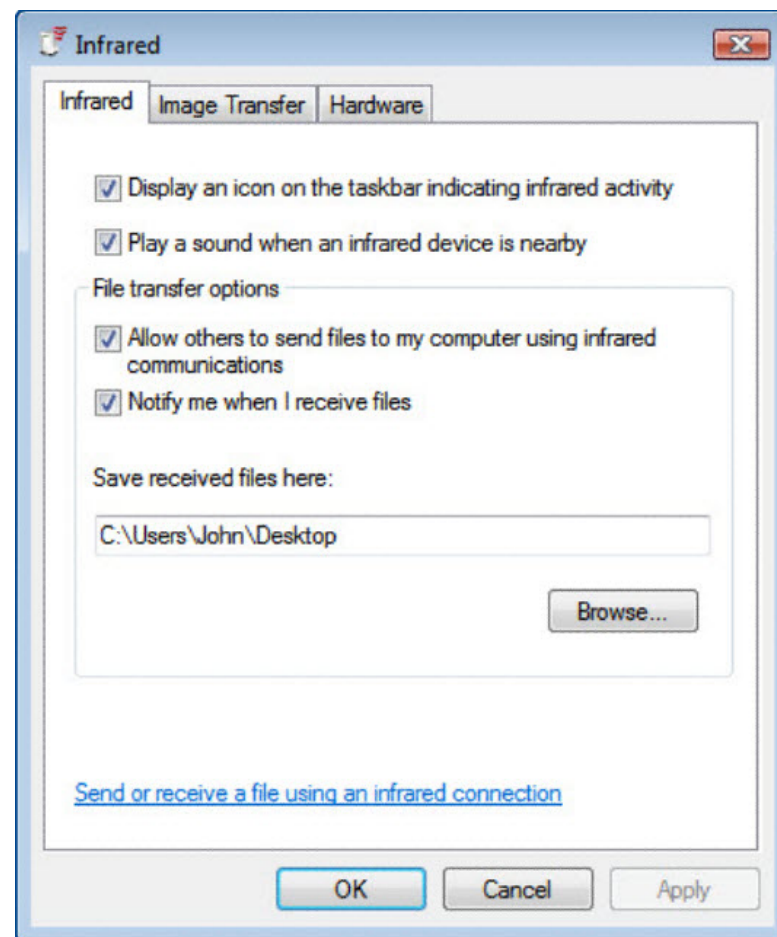 Infrared
Infrared Image Transfer Hardware
Display an icon on the taskbar indicating infrared activity
Play a sound when an infrared device is nearby
File transfer options
Allow others to send files to my computer using infrared
communications
Notify me when I receive files
Save received files here:
C:\Users\John\Desktop
Browse...
Send or receive a file using an infrared connection
OK Cancel Apply